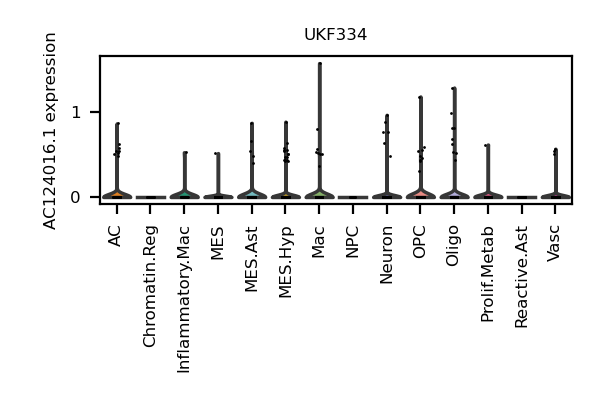 UKF334
AC124016.1 expression
1
0
AC
Chromatin.Reg
Inflammatory.Mac
MES
MES.Ast
MES.Hyp
Mac
NPC
Neuron
OPC
Oligo
Prolif.Metab
Reactive.Ast
Vasc